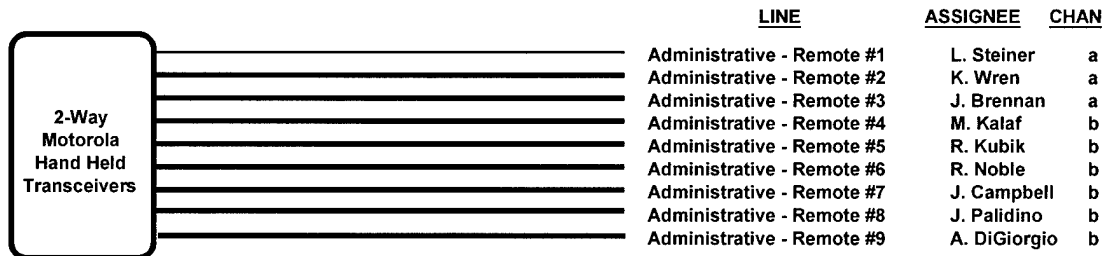 LINE ASSIGNEE CHAN
Administrative - Remote #1 L. Steiner a
Administrative - Remote #2 K. Wren a
Administrative - Remote #3 J. Brennan a
Administrative - Remote #4 M. Kalaf b
Administrative - Remote #5 R. Kubik b
Administrative - Remote #6 R. Noble b
Administrative - Remote #7 J. Campbell b
Administrative - Remote #8 J. Palidino b
Administrative - Remote #9 A. DiGiorgio b
2-Way
Motorola
Hand Held
Transceivers